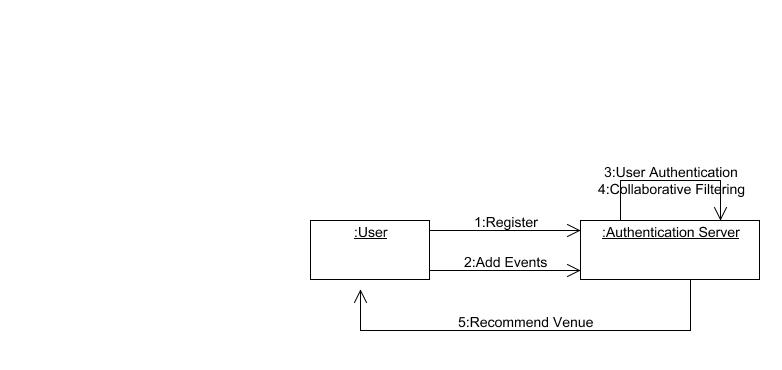 3:User Authentication
4:Collaborative Filtering
:User
1:Register
:Authentication Server
2:Add Events
5:Recommend Venue